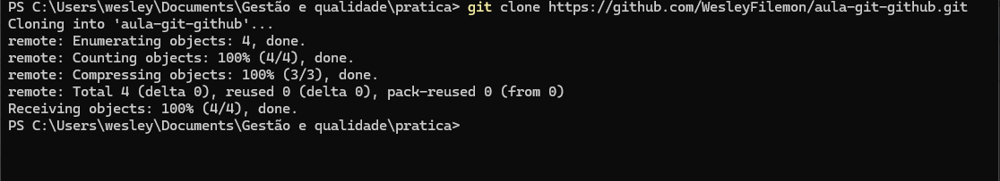 PS C:\Users\wesley\Documents\Gestão e qualidade\pratica> git clone https://github.com/WesleyFilemon/aula-git-github.git
Cloning into 'aula-git-github'...
remote: Enumerating objects: 4, done.
remote: Counting objects: 100% (4/4), done.
remote: Compressing objects: 100% (3/3), done.
remote: Total 4 (delta 0), reused 0 (delta 0), pack-reused 0 (from 0)
Receiving objects: 100% (4/4), done.
PS C:\Users\wesley\Documents\Gestão e qualidade\pratica>